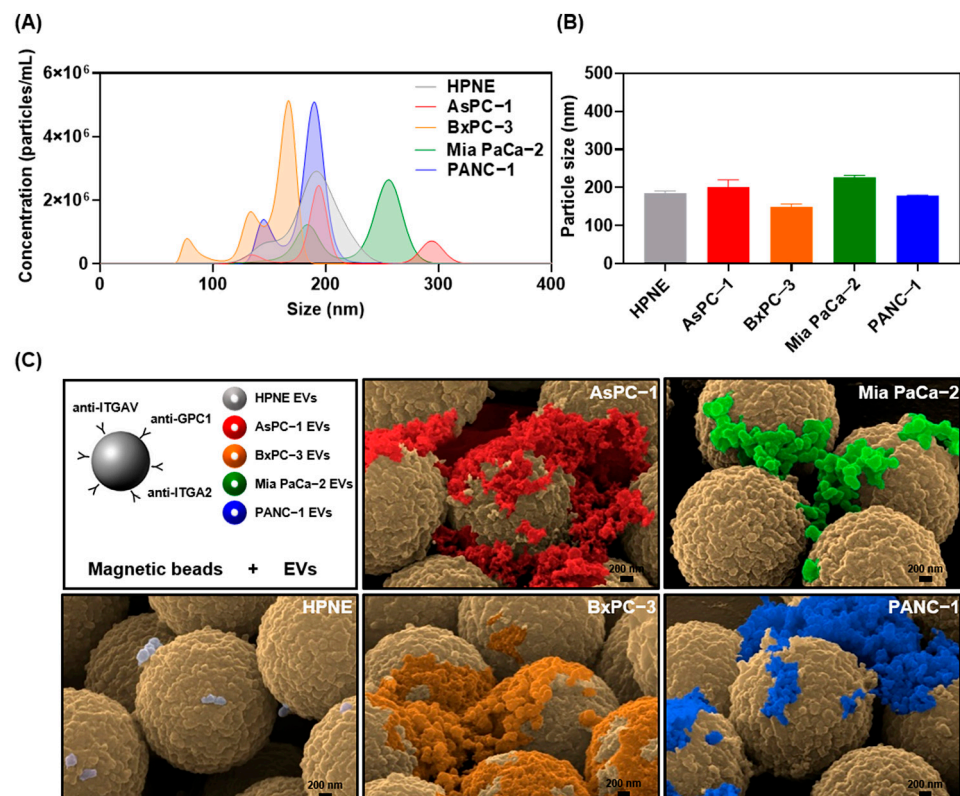 (A)
6×10⁶
4×10⁶
2×10⁶
0
Concentration (particles/mL)
0 100 200 300 400
Size (nm)
HPNE
AsPC−1
BxPC−3
Mia PaCa−2
PANC−1
(B)
500
400
300
200
100
0
Particle size (nm)
HPNE
AsPC−1
BxPC−3
Mia PaCa−2
PANC−1
(C)
anti-ITGAV
anti-GPC1
anti-ITGA2
HPNE EVs
AsPC−1 EVs
BxPC−3 EVs
Mia PaCa−2 EVs
PANC−1 EVs
Magnetic beads + EVs
AsPC−1
200 nm
Mia PaCa−2
200 nm
HPNE
200 nm
BxPC−3
200 nm
PANC−1
200 nm